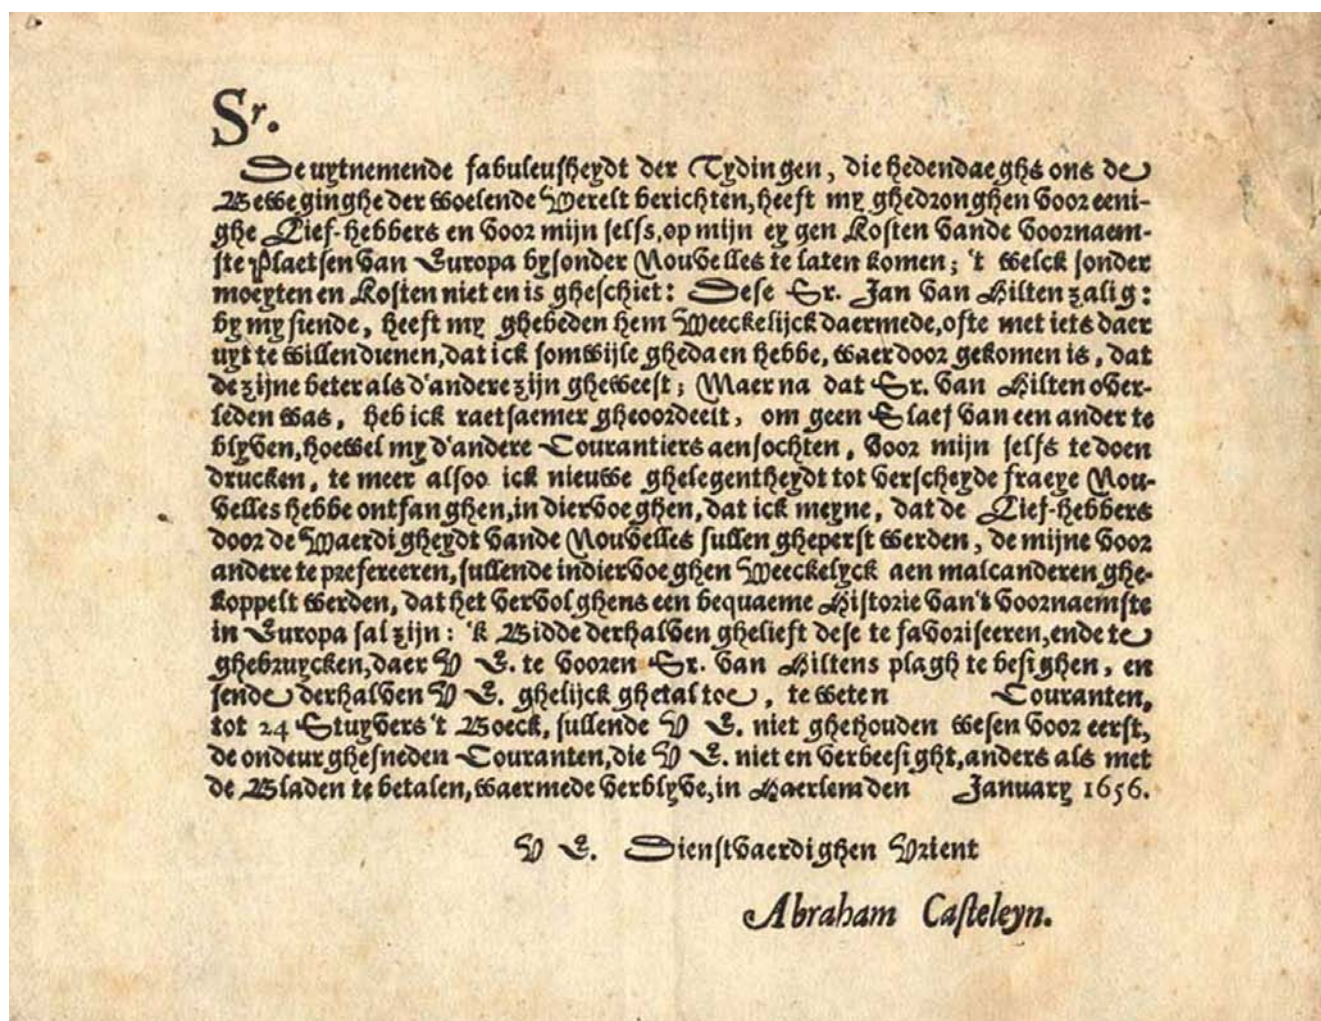 Sr.
De uytnemende fabuleusheydt der Tydingen, die hedendaeghs ons de
Beweginghe der woelende Werelt berichten, heeft my ghedronghen voor eeni-
ghe Lief-hebbers en voor mijn selfs, op mijn eygen Kosten vande voornaem-
ste Plaetsen van Europa bysonder Nouvelles te laten komen; 't welck sonder
moeyten en Kosten niet en is gheschiet: Dese Sr. Jan van Hilten zalig:
by my siende, heeft my ghebeden hem Weeckelijck daermede, ofte met iets daer
uyt te willen dienen, dat ick somwijle ghedaen hebbe, waer door gekomen is, dat
de zijne beter als d'andere zijn gheweest; Maer na dat Sr. van Hilten over-
leden was, heb ick raetsaemer gheoordeelt, om geen Slaef van een ander te
blyven, hoewel my d'andere Courantiers aensochten, voor mijn selfs te doen
drucken, te meer alsoo ick nieuwe ghelegentheydt tot verscheyde fraeye Nou-
velles hebbe ontfanghen, in diervoeghen, dat ick meyne, dat de Lief-hebbers
door de Waerdigheydt vande Nouvelles sullen gheperst werden, de mijne voor
andere te prefereeren, sullende in diervoeghen Weeckelyck aen malcanderen ghe-
koppelt werden, dat het vervolghens een bequaeme Historie van't voornaemste
in Europa sal zijn: 'k Bidde derhalven ghelieft dese te favoriseeren, ende te
ghebruycken, daer V E. te vooren Sr. van Hiltens plagh te besighen, en
sende derhalven V E. ghelijck ghetal toe, te weten Couranten,
tot 24 Stuyvers 't Boeck, sullende V E. niet ghehouden wesen voor eerst,
de ondeurghesneden Couranten, die V E. niet en verbeesight, anders als met
de Bladen te betalen, waermede verblyve, in Haerlem den January 1656.
V E. Dienstvaerdighen Vrient
Abraham Casteleyn.